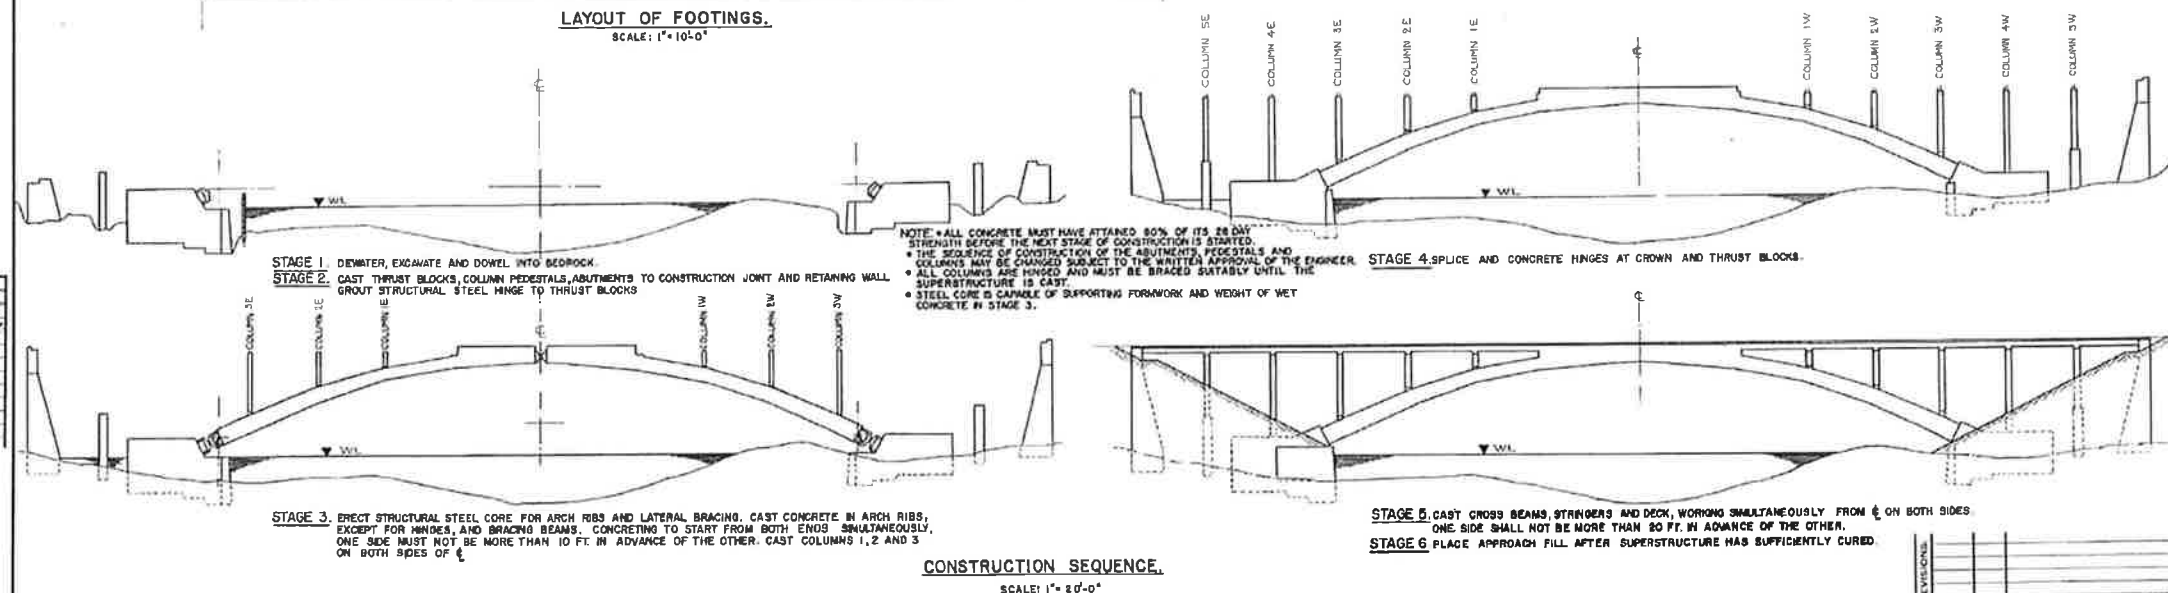 LAYOUT OF FOOTINGS.
SCALE: 1"=10'-0"
COLUMN 5E
COLUMN 4E
COLUMN 3E
COLUMN 2E
COLUMN 1E
COLUMN 1W
COLUMN 2W
COLUMN 3W
COLUMN 4W
COLUMN 5W
W.L.
W.L.
STAGE 1. DEWATER, EXCAVATE AND DOWEL INTO BEDROCK.
STAGE 2. CAST THRUST BLOCKS, COLUMN PEDESTALS, ABUTMENTS TO CONSTRUCTION JOINT AND RETAINING WALL
GROUT STRUCTURAL STEEL HINGE TO THRUST BLOCKS
NOTE: • ALL CONCRETE MUST HAVE ATTAINED 80% OF ITS 28 DAY
STRENGTH BEFORE THE NEXT STAGE OF CONSTRUCTION IS STARTED.
• THE SEQUENCE OF CONSTRUCTION OF THE ABUTMENTS, PEDESTALS AND
COLUMNS MAY BE CHANGED SUBJECT TO THE WRITTEN APPROVAL OF THE ENGINEER.
• ALL COLUMNS ARE HINGED AND MUST BE BRACED SUITABLY UNTIL THE
SUPERSTRUCTURE IS CAST.
• STEEL CORE IS CAPABLE OF SUPPORTING FORMWORK AND WEIGHT OF WET
CONCRETE IN STAGE 3.
STAGE 4. SPLICE AND CONCRETE HINGES AT CROWN AND THRUST BLOCKS.
COLUMN 3E
COLUMN 2E
COLUMN 1E
COLUMN 1W
COLUMN 2W
COLUMN 3W
W.L.
W.L.
STAGE 3. ERECT STRUCTURAL STEEL CORE FOR ARCH RIBS AND LATERAL BRACING. CAST CONCRETE IN ARCH RIBS,
EXCEPT FOR HINGES, AND BRACING BEAMS. CONCRETING TO START FROM BOTH ENDS SIMULTANEOUSLY,
ONE SIDE MUST NOT BE MORE THAN 10 FT. IN ADVANCE OF THE OTHER. CAST COLUMNS 1, 2 AND 3
ON BOTH SIDES OF ℄
STAGE 5. CAST CROSS BEAMS, STRINGERS AND DECK, WORKING SIMULTANEOUSLY FROM ℄ ON BOTH SIDES.
ONE SIDE SHALL NOT BE MORE THAN 20 FT. IN ADVANCE OF THE OTHER.
STAGE 6 PLACE APPROACH FILL AFTER SUPERSTRUCTURE HAS SUFFICIENTLY CURED.
CONSTRUCTION SEQUENCE.
SCALE: 1"= 20'-0"